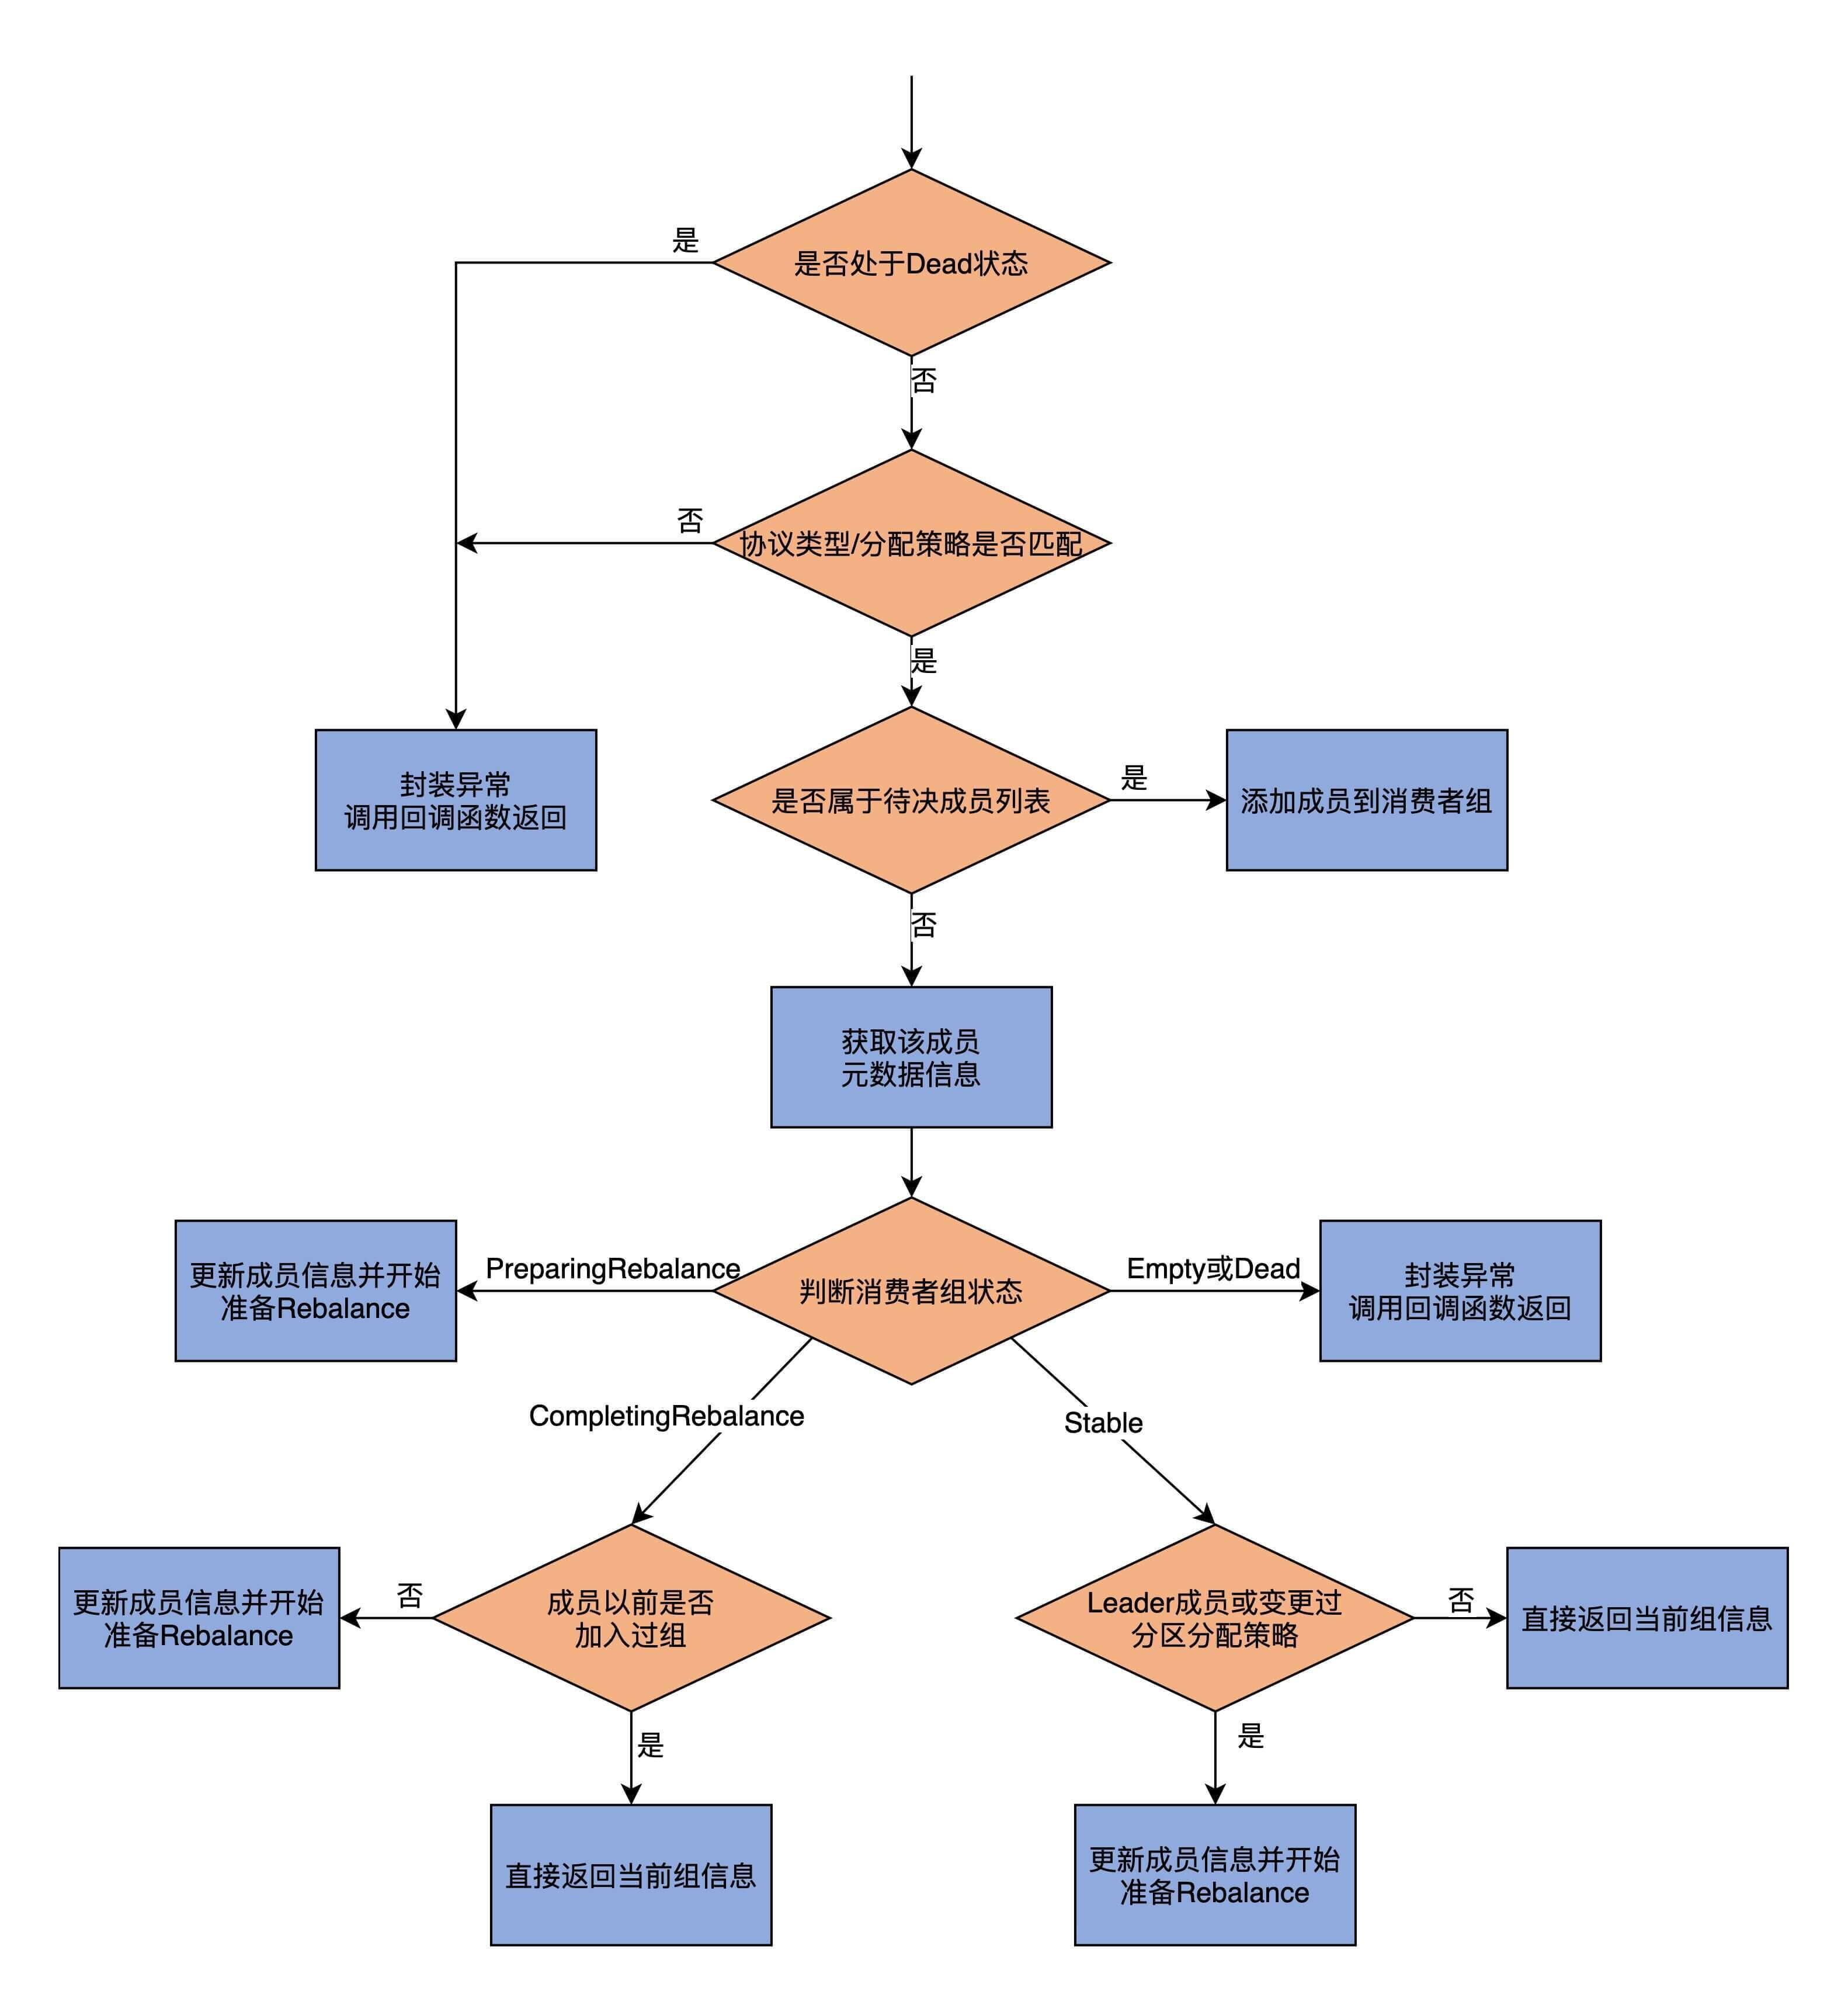 是
是否处于Dead状态
否
否
协议类型/分配策略是否匹配
是
封装异常
调用回调函数返回
是否属于待决成员列表
是
添加成员到消费者组
否
获取该成员
元数据信息
更新成员信息并开始
准备Rebalance
PreparingRebalance
判断消费者组状态
Empty或Dead
封装异常
调用回调函数返回
CompletingRebalance
Stable
更新成员信息并开始
准备Rebalance
否
成员以前是否
加入过组
Leader成员或变更过
分区分配策略
否
直接返回当前组信息
是
是
直接返回当前组信息
更新成员信息并开始
准备Rebalance